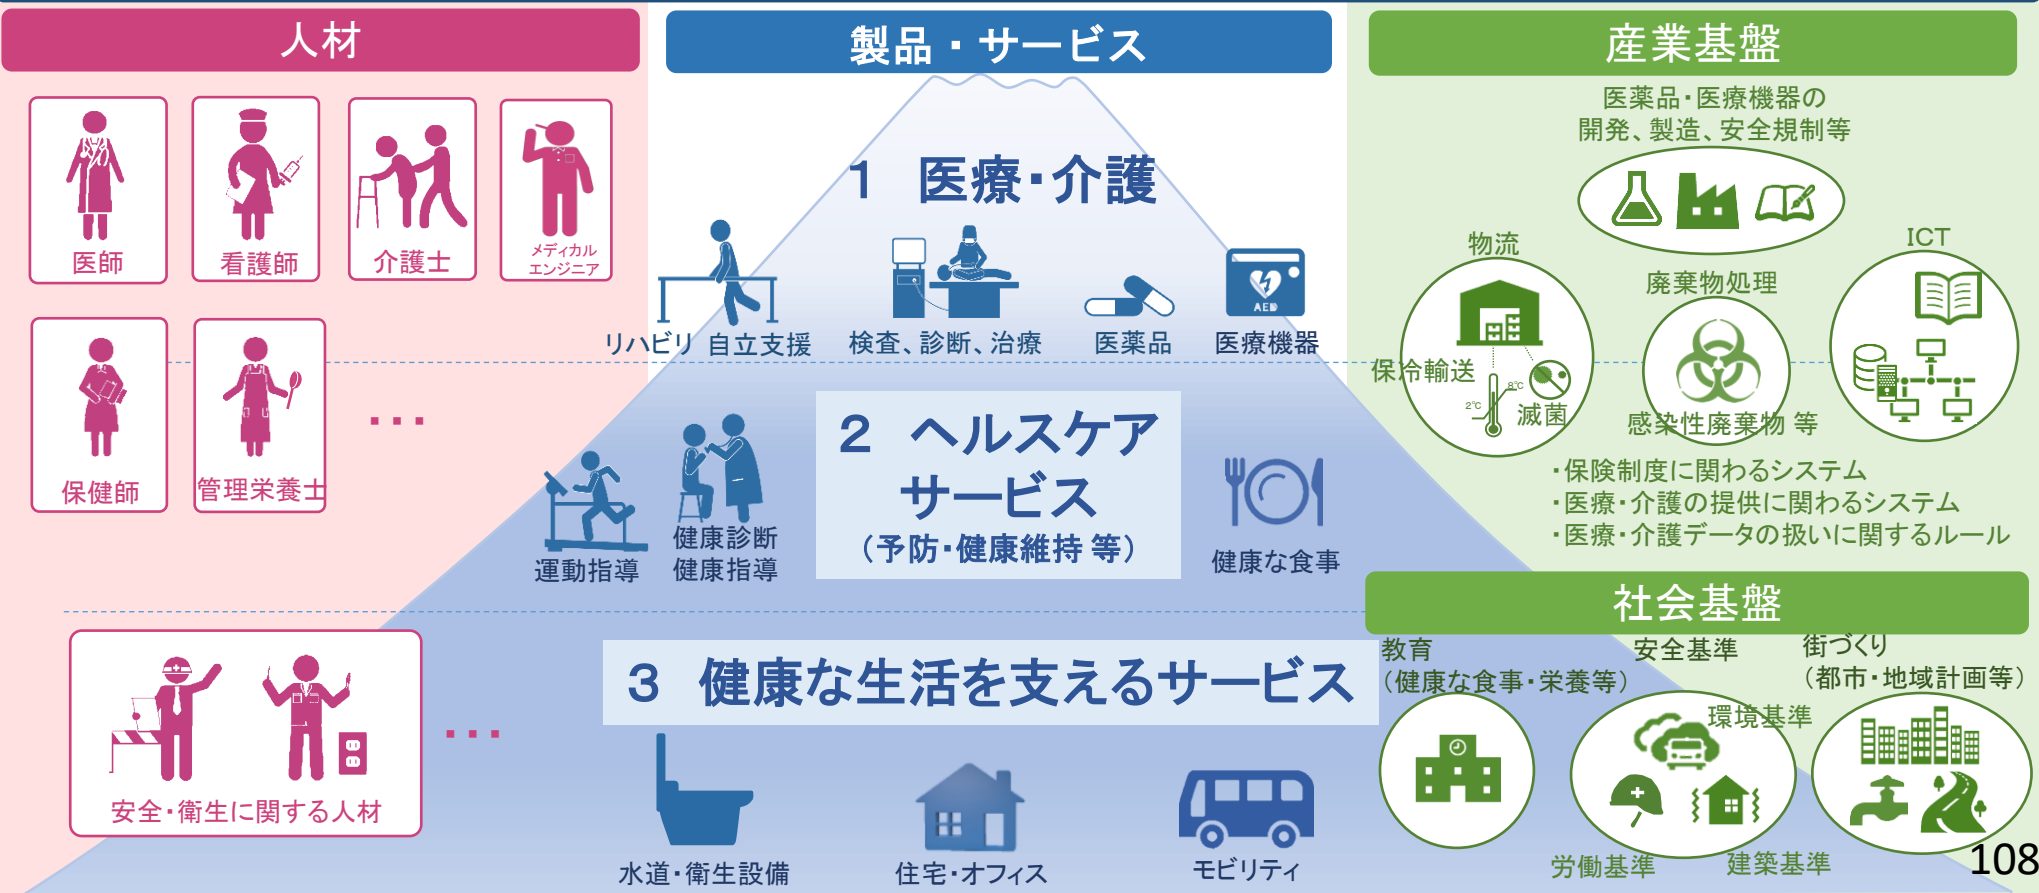 人材
医師
看護師
介護士
メディカル
エンジニア
保健師
管理栄養士
・・・
安全・衛生に関する人材
・・・
製品・サービス
1 医療・介護
リハビリ 自立支援
検査、診断、治療
医薬品
AED
医療機器
2 ヘルスケア
サービス
（予防・健康維持 等）
運動指導
健康診断
健康指導
健康な食事
3 健康な生活を支えるサービス
水道・衛生設備
住宅・オフィス
モビリティ
産業基盤
医薬品・医療機器の
開発、製造、安全規制等
物流
保冷輸送
8℃
2℃
滅菌
廃棄物処理
感染性廃棄物 等
ICT
・保険制度に関わるシステム
・医療・介護の提供に関わるシステム
・医療・介護データの扱いに関するルール
社会基盤
教育
（健康な食事・栄養等）
安全基準
環境基準
労働基準
建築基準
街づくり
（都市・地域計画等）
108